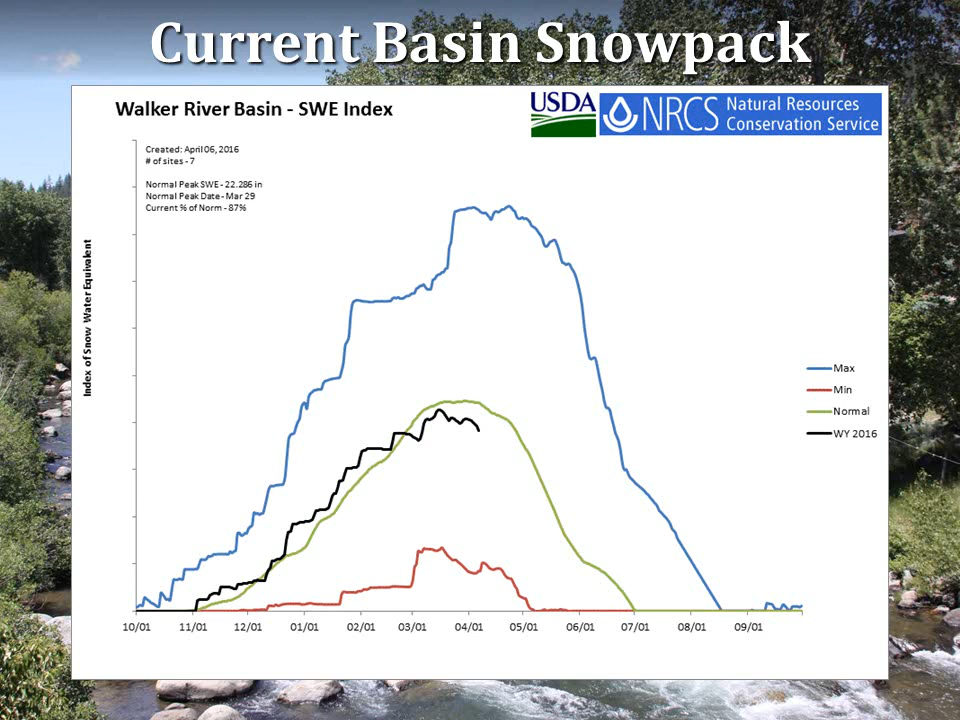 Current Basin Snowpack
Walker River Basin - SWE Index
USDA
NRCS
Natural Resources
Conservation Service
Created: April 06, 2016
# of sites - 7
Normal Peak SWE - 22.286 in
Normal Peak Date - Mar 29
Current % of Norm - 87%
Index of Snow Water Equivalent
Max
Min
Normal
WY 2016
10/01 11/01 12/01 01/01 02/01 03/01 04/01 05/01 06/01 07/01 08/01 09/01